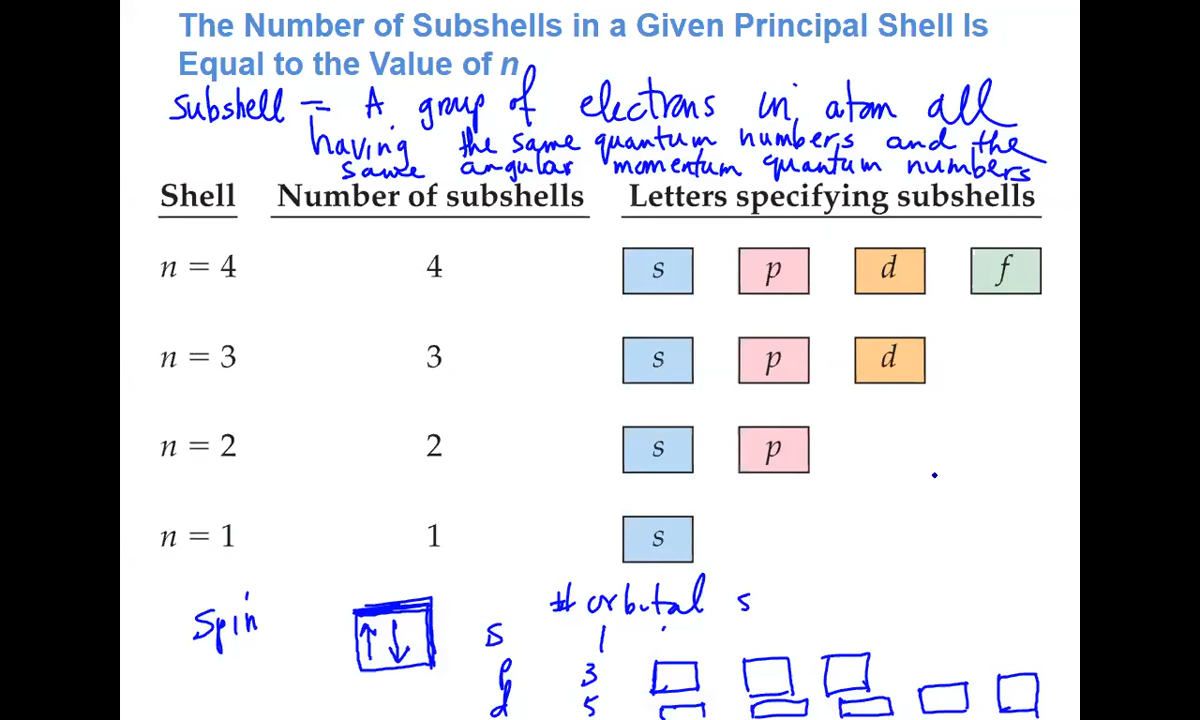 The Number of Subshells in a Given Principal Shell Is
Equal to the Value of n
subshell – A group of electrons in atom all
having the same quantum numbers and the
same angular momentum quantum numbers
Shell Number of subshells Letters specifying subshells
n = 4 4 s p d f
n = 3 3 s p d
n = 2 2 s p
n = 1 1 s
# orbitals
Spin ↑ ↓ s 1
p 3
d 5